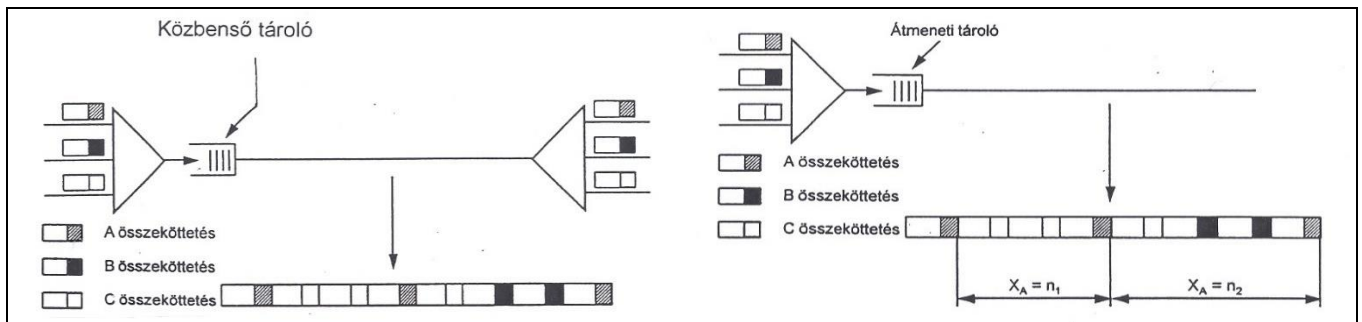 Közbenső tároló
A összeköttetés
B összeköttetés
C összeköttetés
Átmeneti tároló
A összeköttetés
B összeköttetés
C összeköttetés
X_A = n_1
X_A = n_2